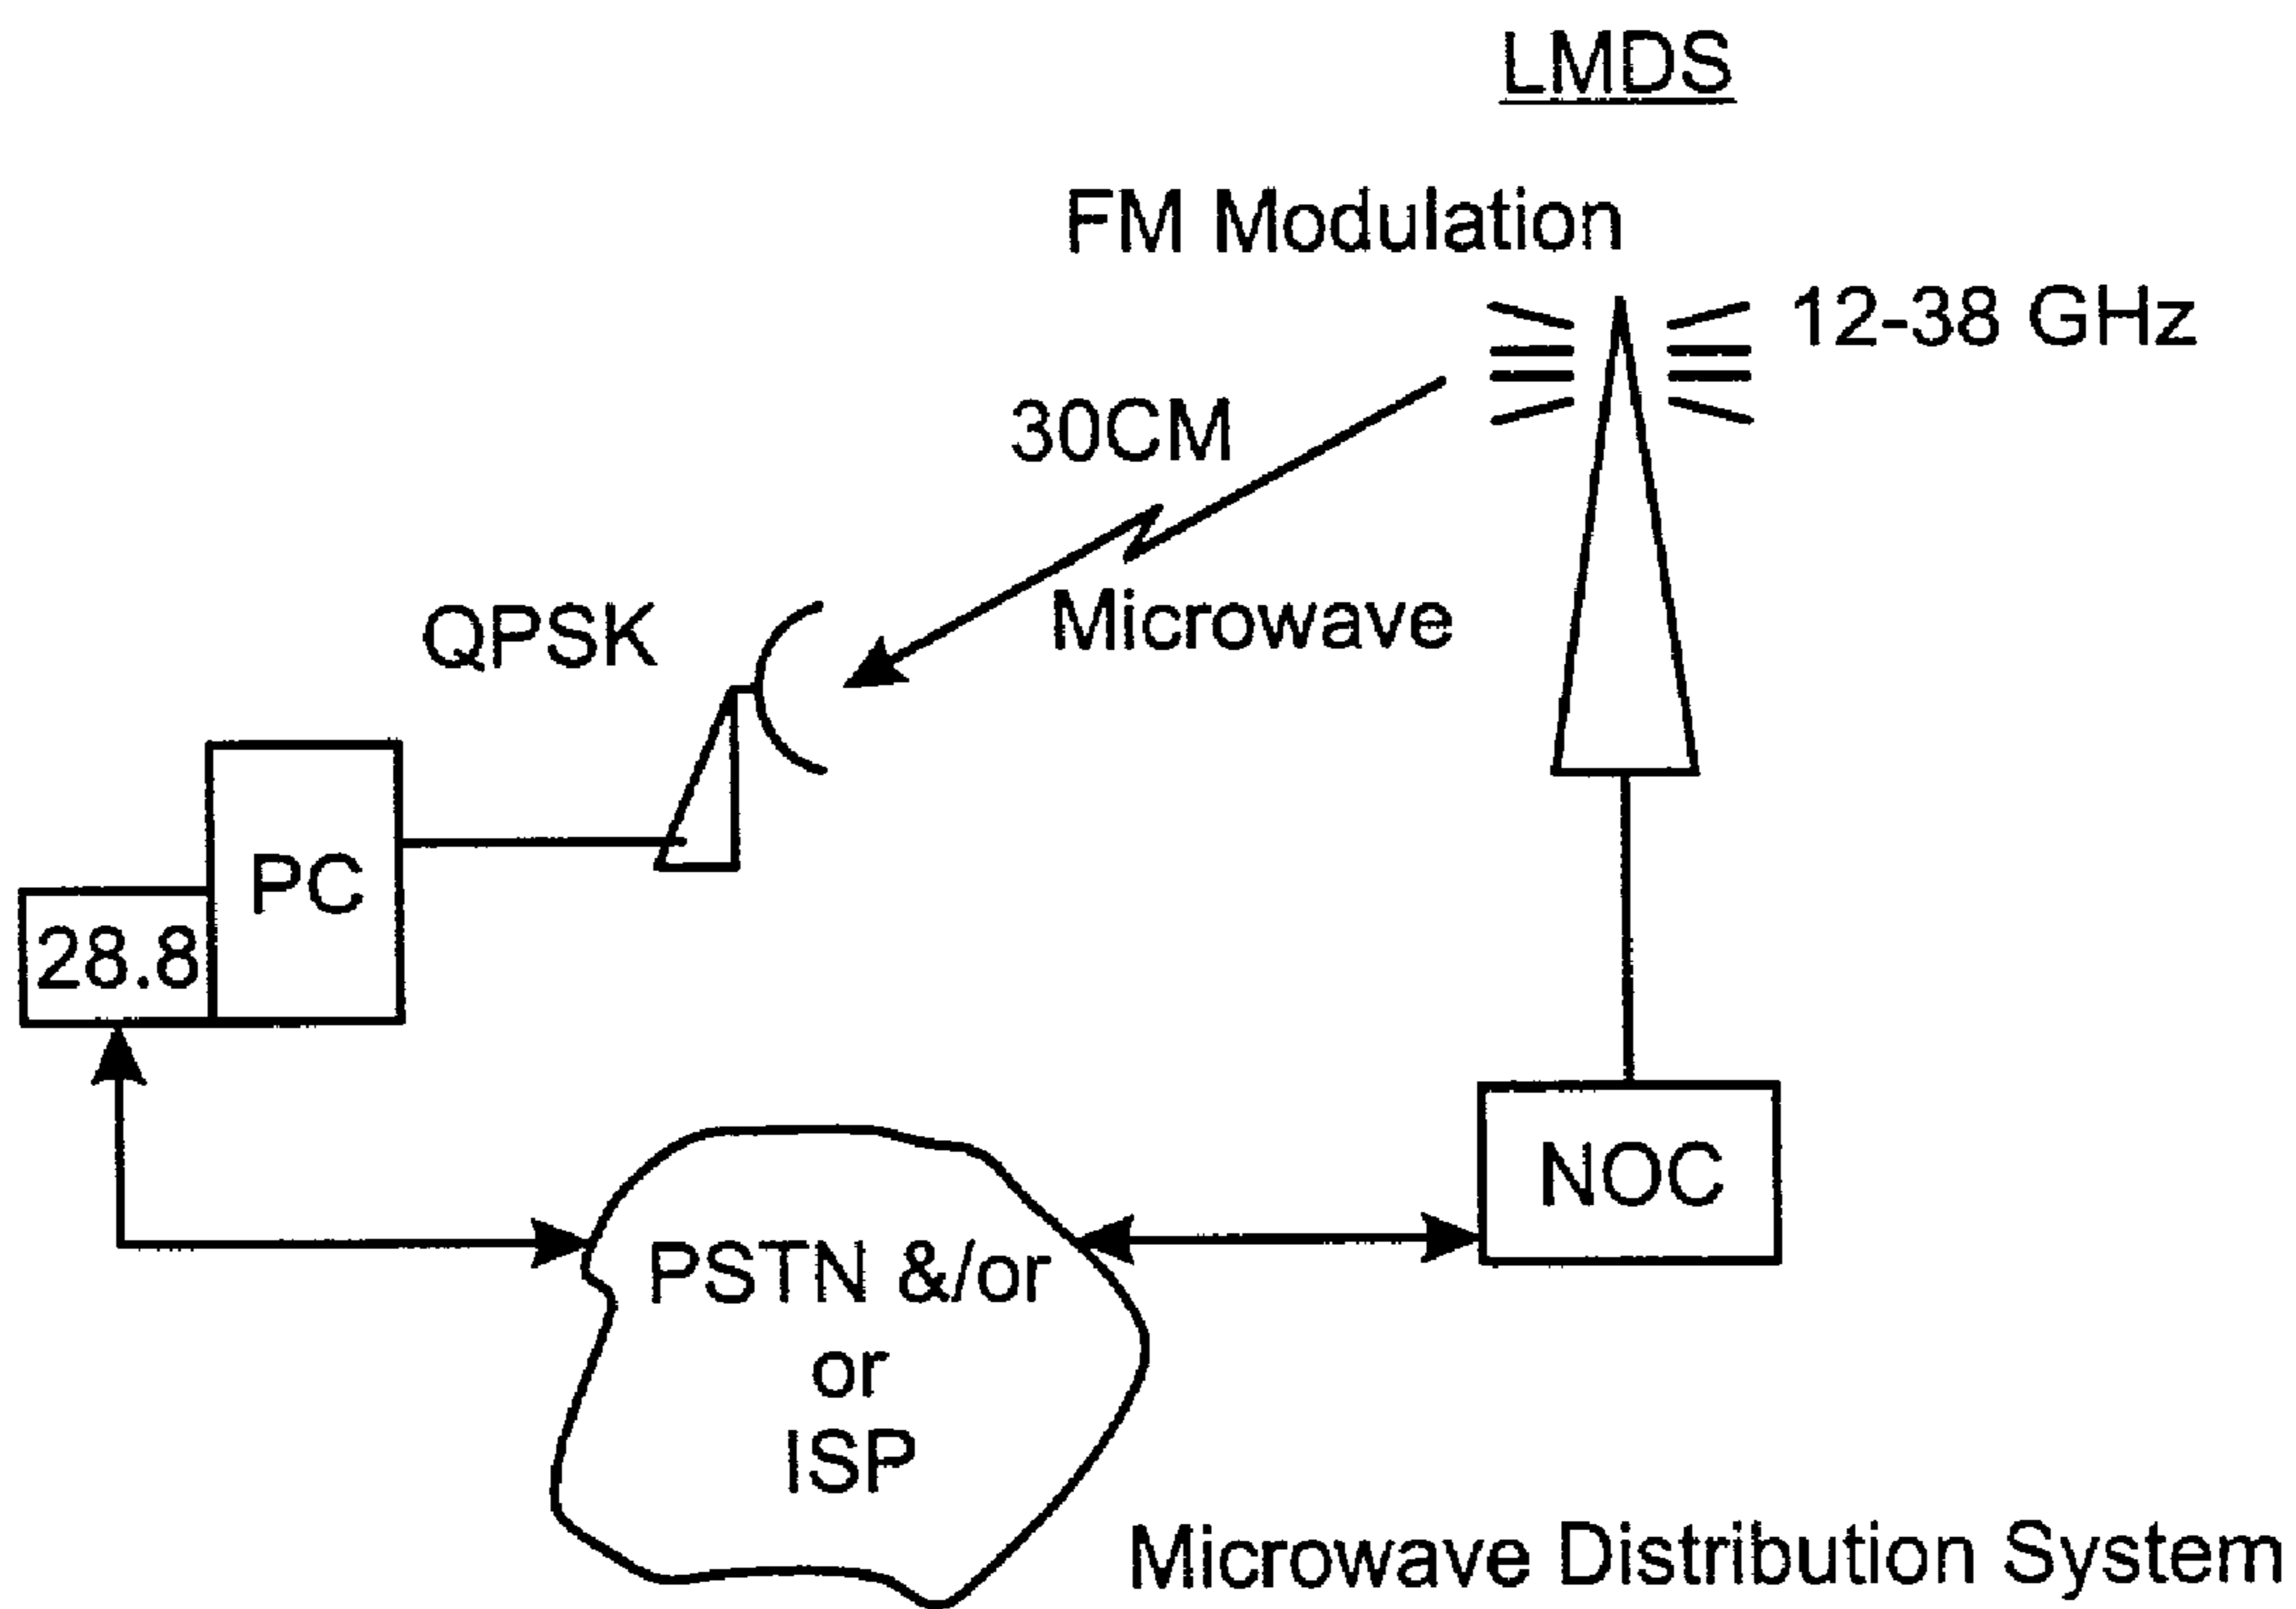 LMDS
FM Modulation
12-38 GHz
30CM
Microwave
QPSK
PC
28.8
NOC
PSTN &/or
or
ISP
Microwave Distribution System